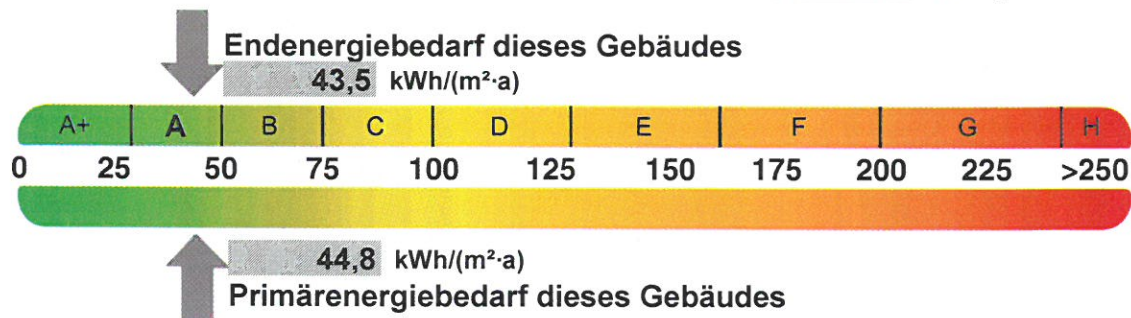 Endenergiebedarf dieses Gebäudes
43,5 kWh/(m²·a)
A+ A B C D E F G H
0 25 50 75 100 125 150 175 200 225 >250
44,8 kWh/(m²·a)
Primärenergiebedarf dieses Gebäudes